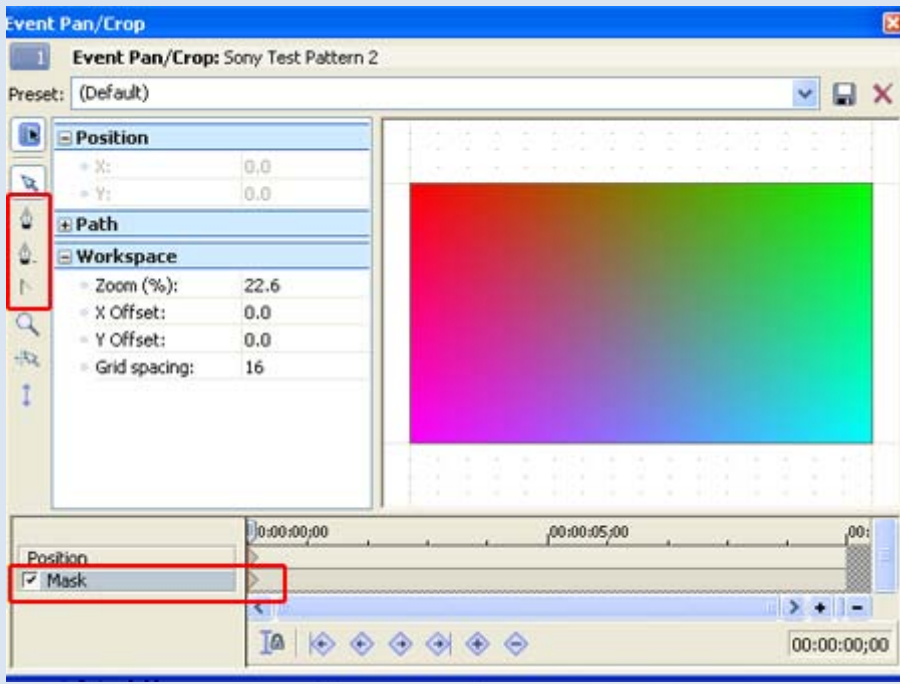 Event Pan/Crop
1
Event Pan/Crop: Sony Test Pattern 2
Preset: (Default)
Position
X: 0.0
Y: 0.0
Path
Workspace
Zoom (%): 22.6
X Offset: 0.0
Y Offset: 0.0
Grid spacing: 16
0:00:00;00 00:00:05;00 00:
Position
Mask
00:00:00;00